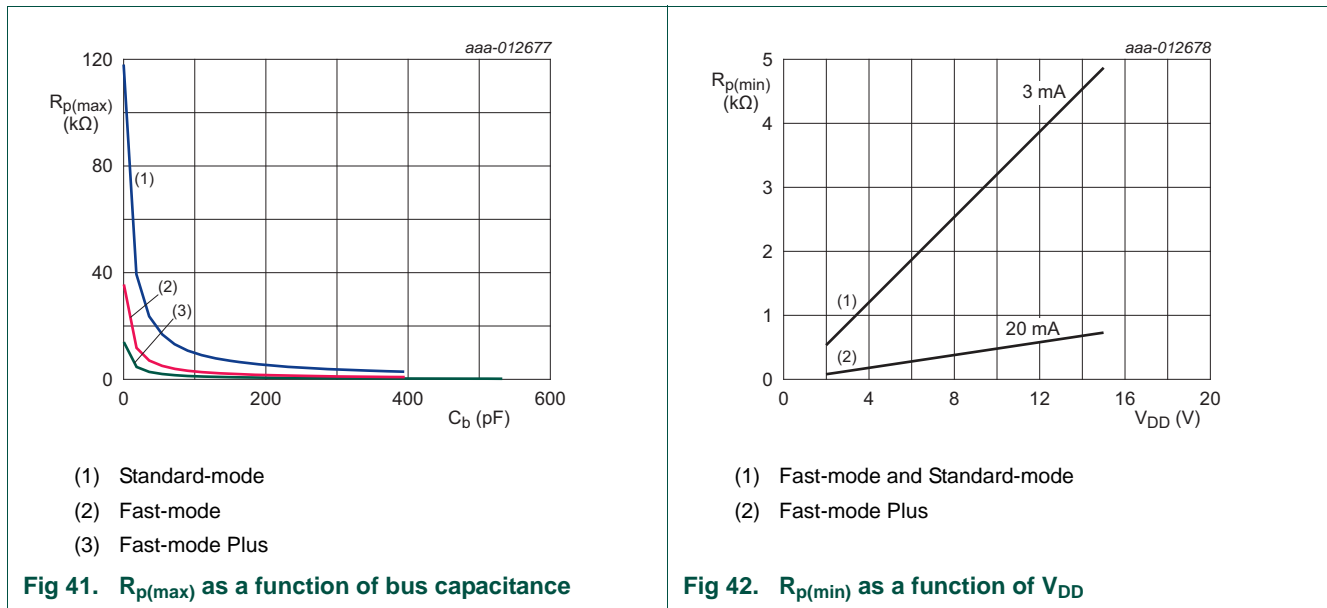 aaa-012677
120
80
40
0
Rp(max)
(kΩ)
(1)
(2)
(3)
0 200 400 600
Cb (pF)
(1) Standard-mode
(2) Fast-mode
(3) Fast-mode Plus
Fig 41. Rp(max) as a function of bus capacitance
aaa-012678
5
4
3
2
1
0
Rp(min)
(kΩ)
3 mA
(1)
20 mA
(2)
0 4 8 12 16 20
VDD (V)
(1) Fast-mode and Standard-mode
(2) Fast-mode Plus
Fig 42. Rp(min) as a function of VDD